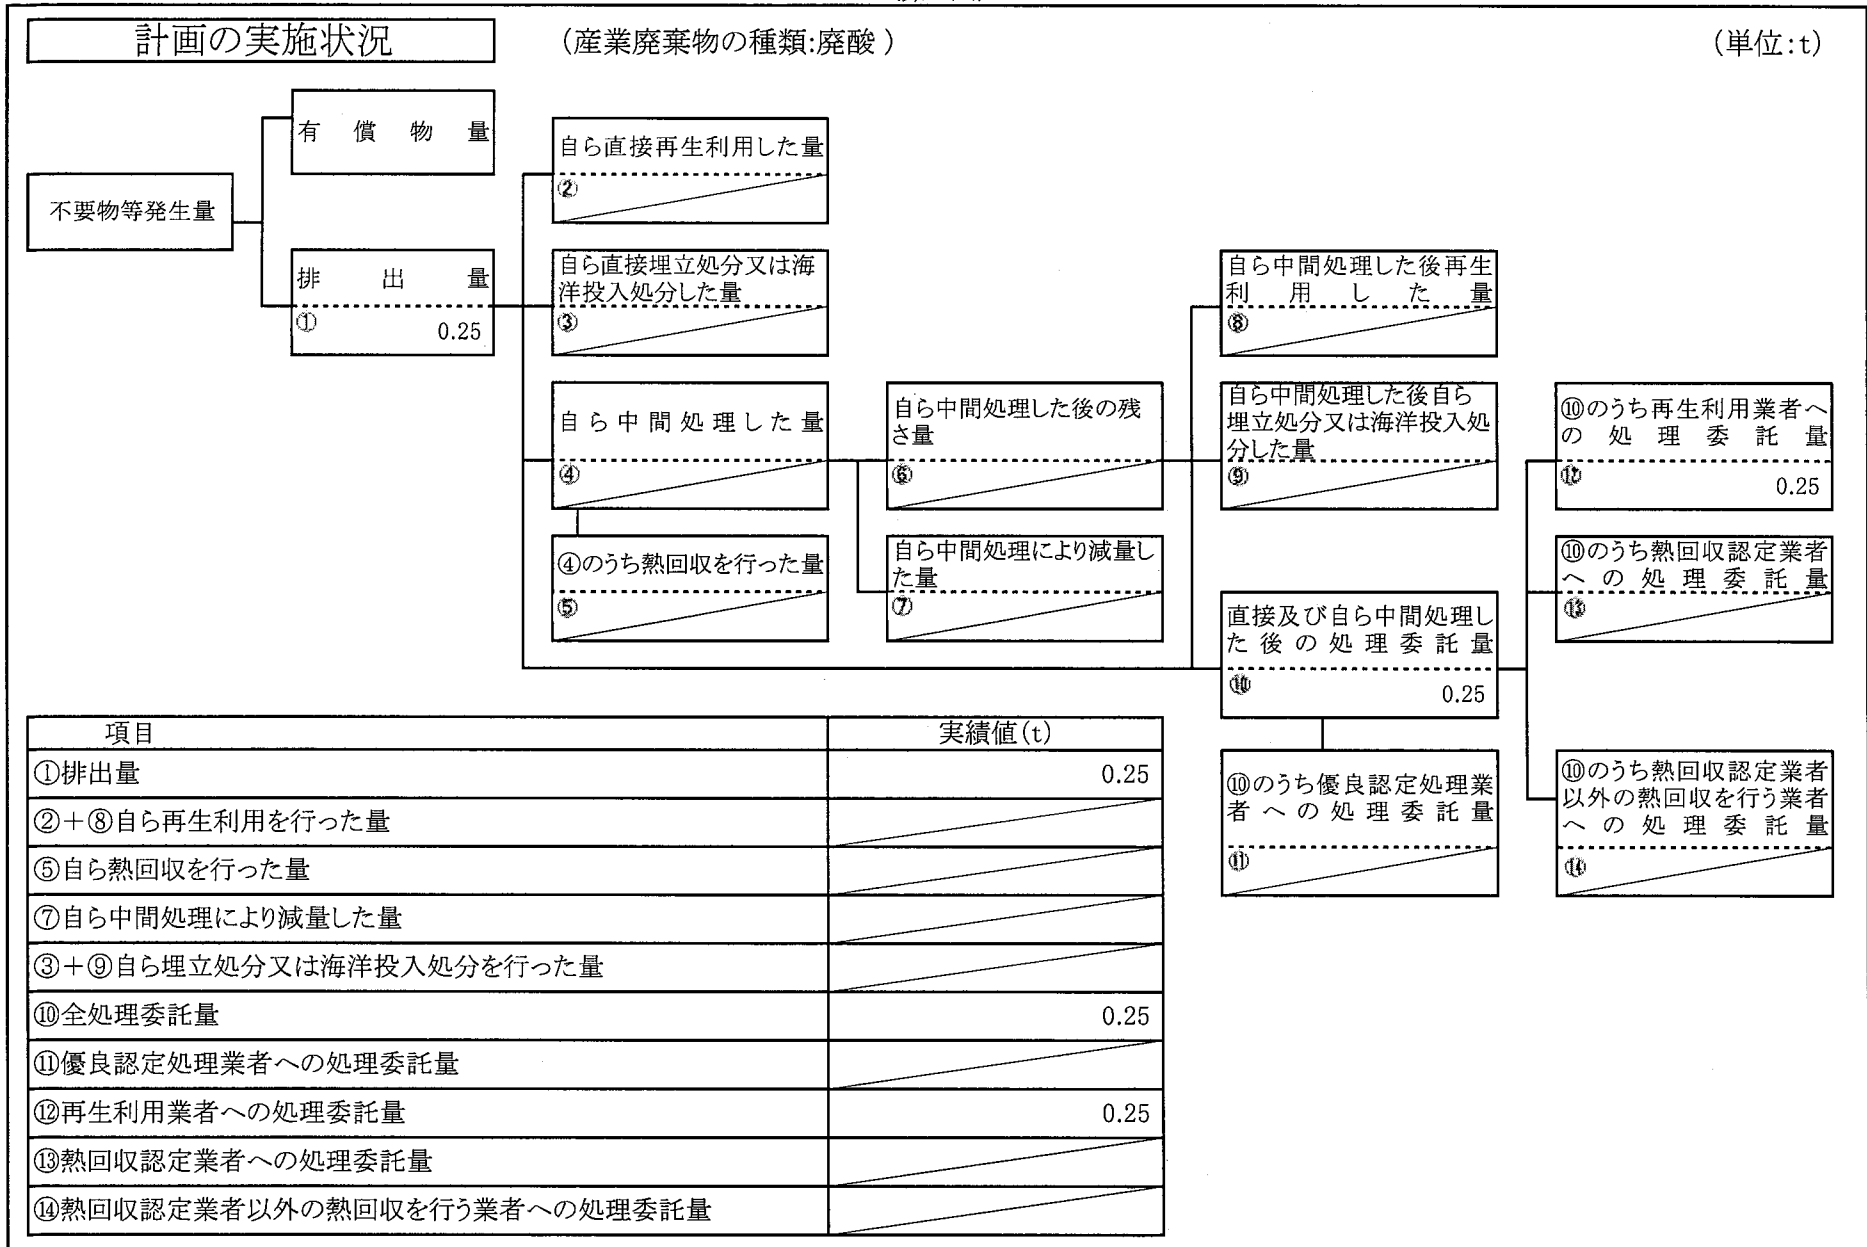 計画の実施状況
(産業廃棄物の種類:廃酸 )
(単位:t)
有償物量
不要物等発生量
排出量
① 0.25
自ら直接再生利用した量
②
自ら直接埋立処分又は海
洋投入処分した量
③
自ら中間処理した量
④
④のうち熱回収を行った量
⑤
自ら中間処理した後の残
さ量
⑥
自ら中間処理により減量し
た量
⑦
自ら中間処理した後再生
利用した量
⑧
自ら中間処理した後自ら
埋立処分又は海洋投入処
分した量
⑨
直接及び自ら中間処理し
た後の処理委託量
⑩ 0.25
⑩のうち優良認定処理業
者への処理委託量
⑪
⑩のうち再生利用業者へ
の処理委託量
⑫ 0.25
⑩のうち熱回収認定業者
への処理委託量
⑬
⑩のうち熱回収認定業者
以外の熱回収を行う業者
への処理委託量
⑭
項目 実績値(t)
①排出量 0.25
②+⑧自ら再生利用を行った量
⑤自ら熱回収を行った量
⑦自ら中間処理により減量した量
③+⑨自ら埋立処分又は海洋投入処分を行った量
⑩全処理委託量 0.25
⑪優良認定処理業者への処理委託量
⑫再生利用業者への処理委託量 0.25
⑬熱回収認定業者への処理委託量
⑭熱回収認定業者以外の熱回収を行う業者への処理委託量